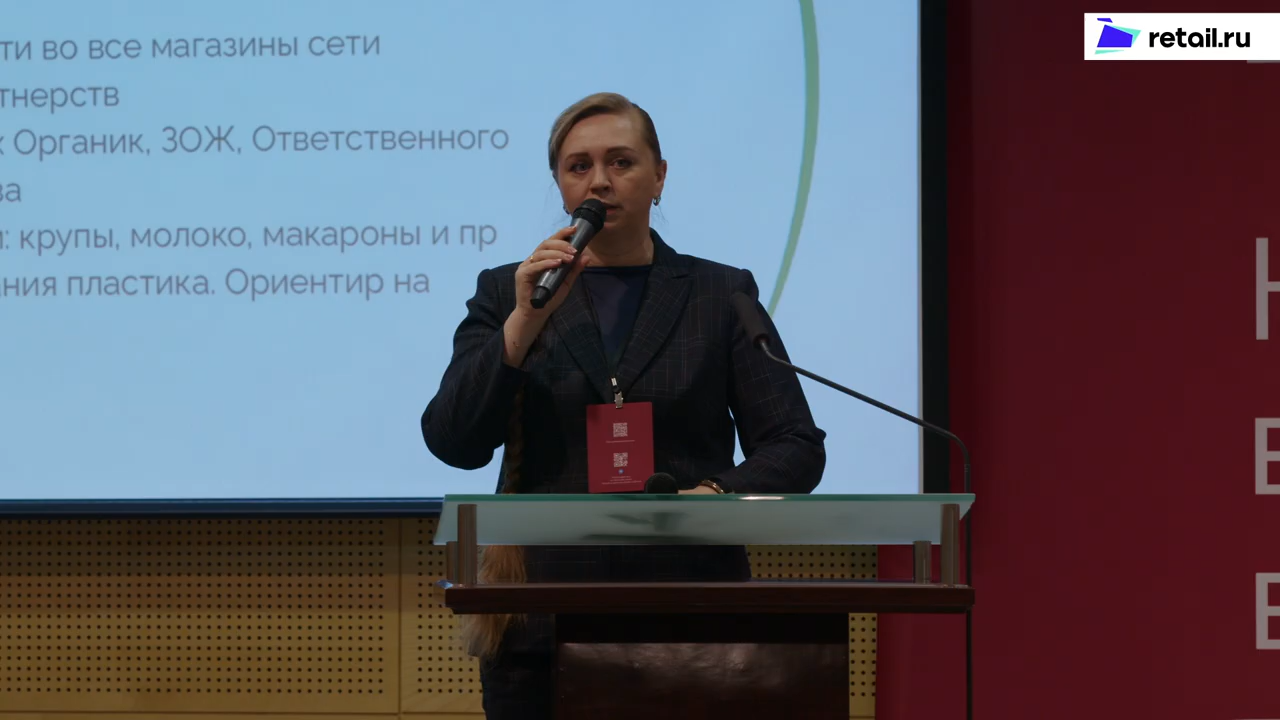 ти во все магазины сети
тнерств
Органик, ЗОЖ, Ответственного
ва
: крупы, молоко, макароны и пр
ния пластика. Ориентир на
retail.ru
Е
Е